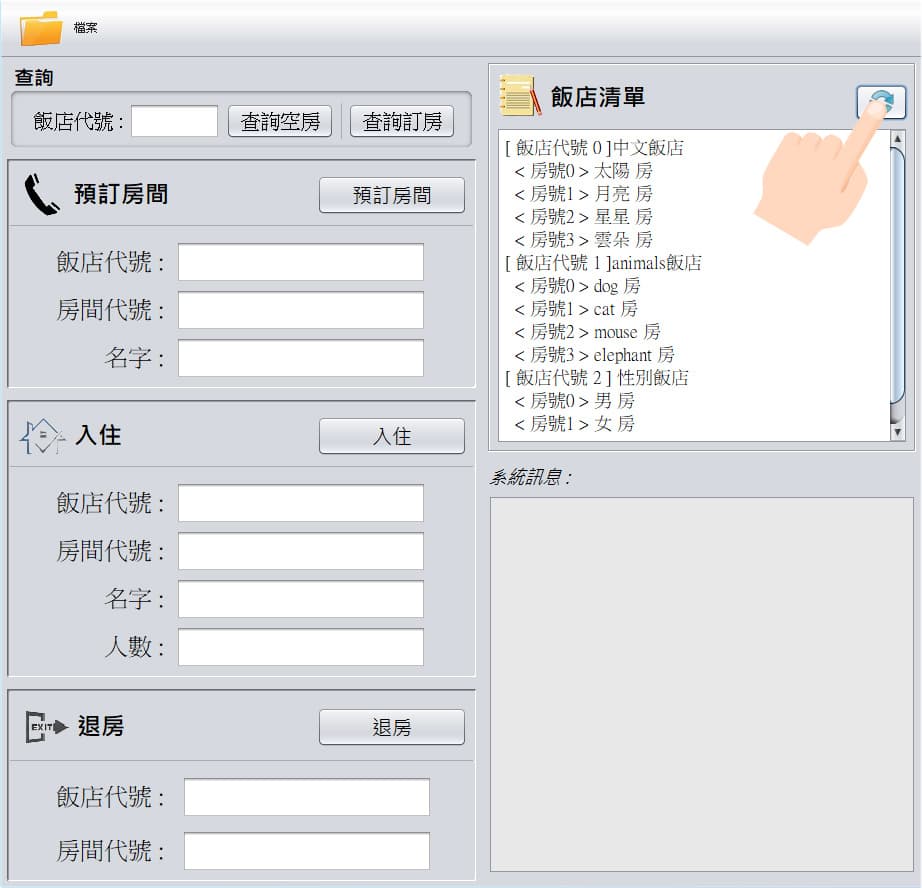 檔案
查詢
飯店代號 :
查詢空房
查詢訂房
預訂房間
預訂房間
飯店代號 :
房間代號 :
名字 :
入住
入住
飯店代號 :
房間代號 :
名字 :
人數 :
EXIT
退房
退房
飯店代號 :
房間代號 :
飯店清單
[ 飯店代號 0 ]中文飯店
< 房號0 > 太陽 房
< 房號1 > 月亮 房
< 房號2 > 星星 房
< 房號3 > 雲朵 房
[ 飯店代號 1 ]animals飯店
< 房號0 > dog 房
< 房號1 > cat 房
< 房號2 > mouse 房
< 房號3 > elephant 房
[ 飯店代號 2 ] 性別飯店
< 房號0 > 男 房
< 房號1 > 女 房
系統訊息 :